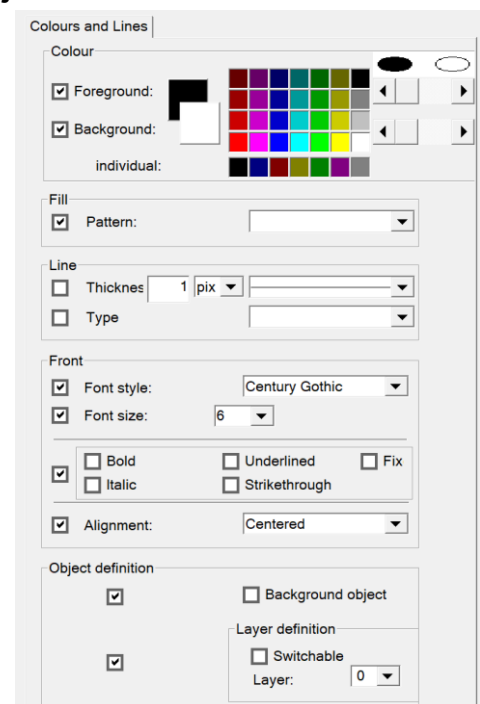 Colours and Lines
Colour
Foreground:
Background:
individual:
Fill
Pattern:
Line
Thicknes 1 pix
Type
Front
Font style: Century Gothic
Font size: 6
Bold Underlined Fix
Italic Strikethrough
Alignment: Centered
Object definition
Background object
Layer definition
Switchable
Layer: 0